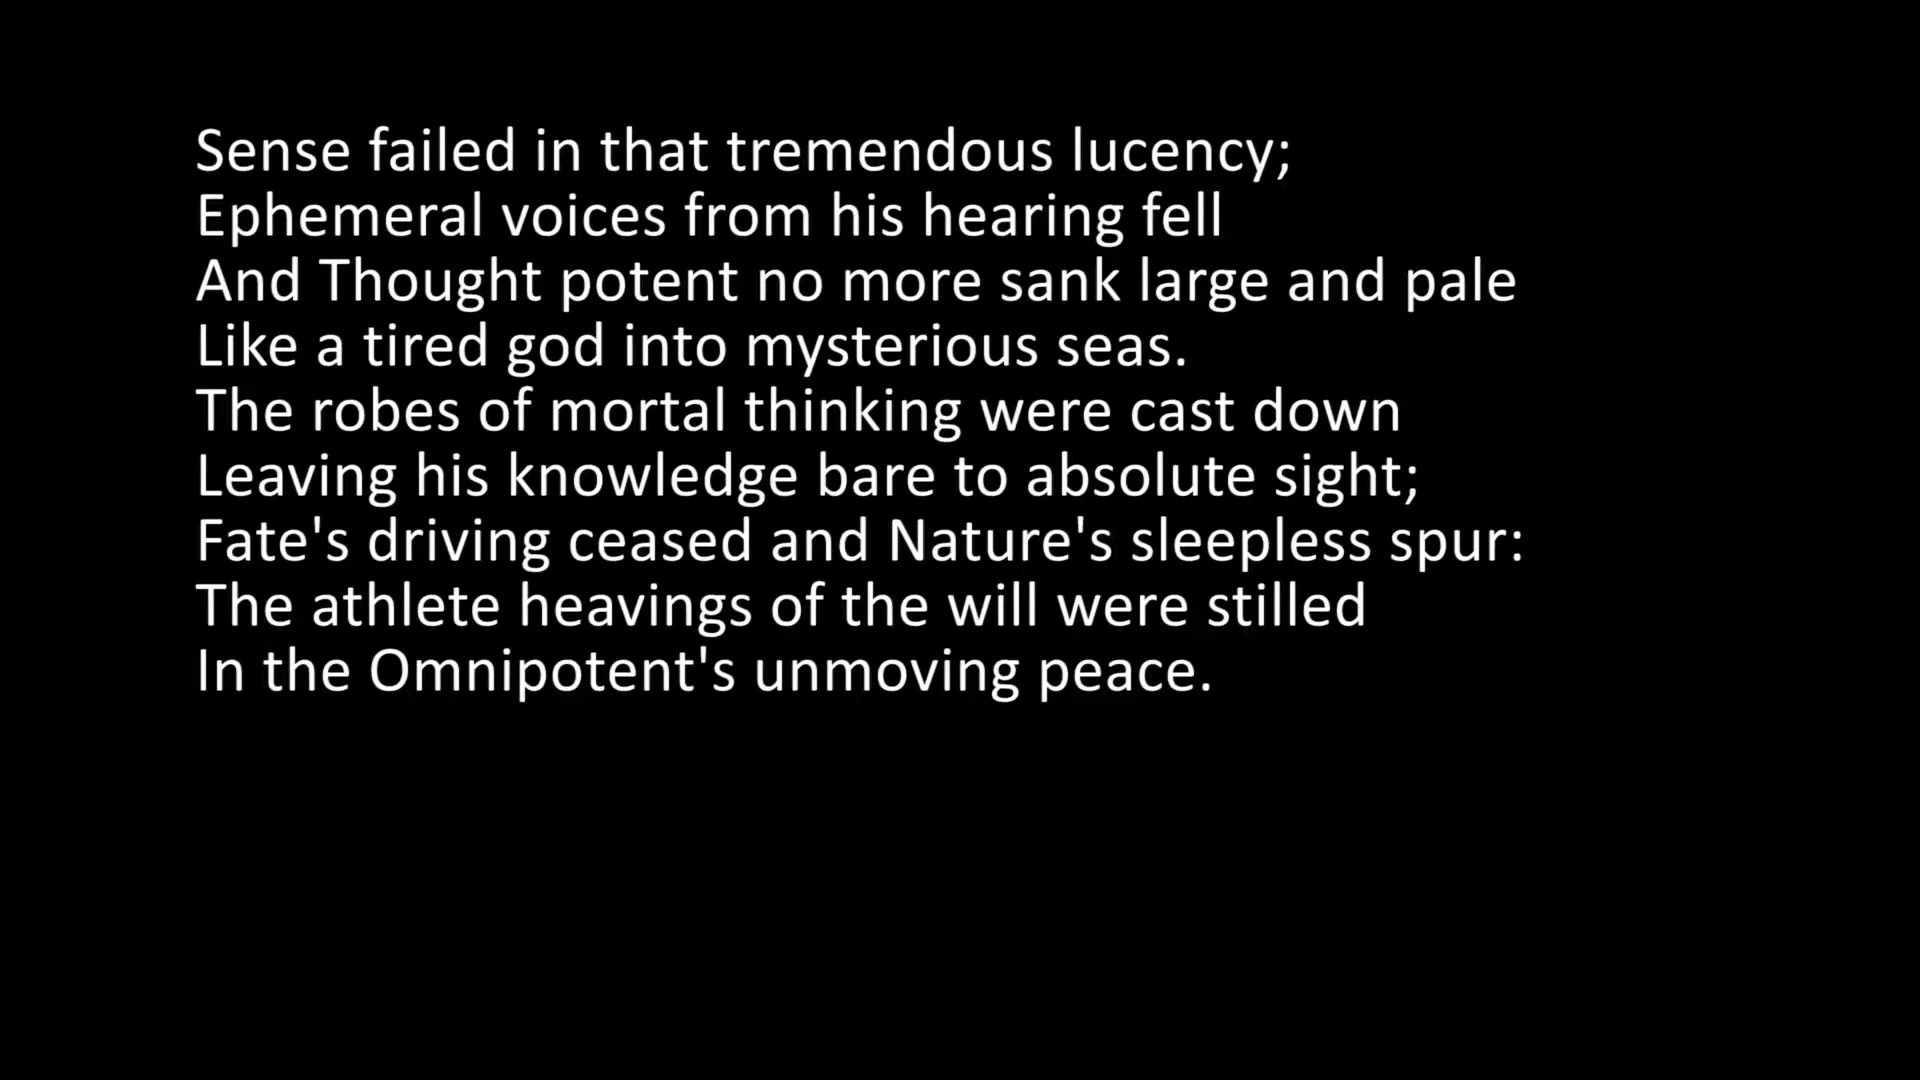 Sense failed in that tremendous lucency;
Ephemeral voices from his hearing fell
And Thought potent no more sank large and pale
Like a tired god into mysterious seas.
The robes of mortal thinking were cast down
Leaving his knowledge bare to absolute sight;
Fate's driving ceased and Nature's sleepless spur:
The athlete heavings of the will were stilled
In the Omnipotent's unmoving peace.